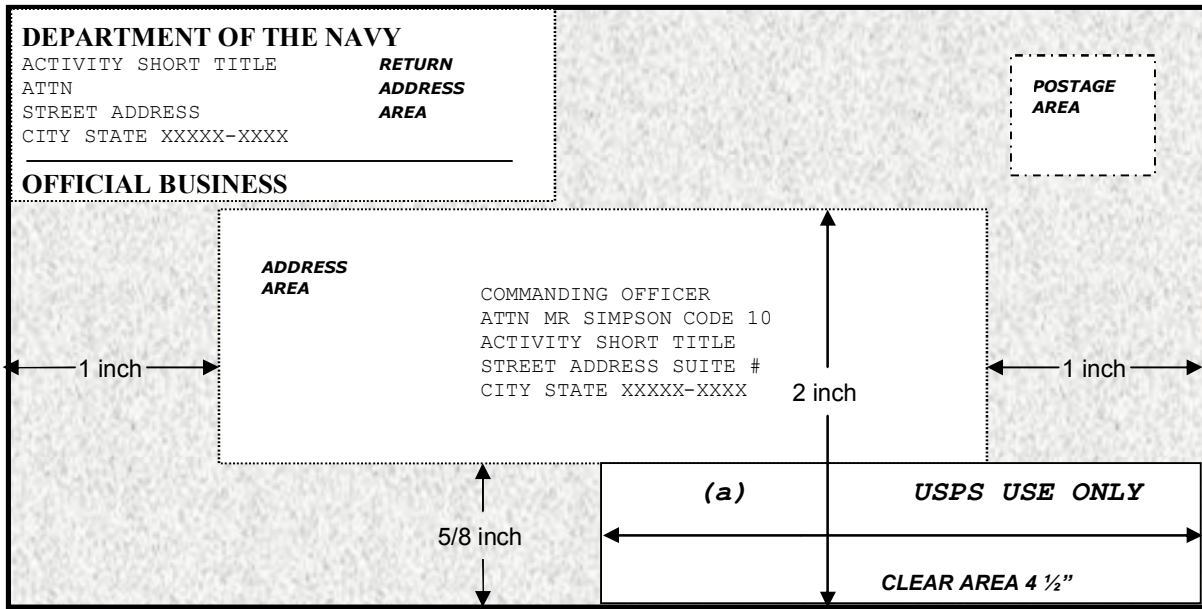 DEPARTMENT OF THE NAVY
ACTIVITY SHORT TITLE RETURN
ATTN ADDRESS
STREET ADDRESS AREA
CITY STATE XXXXX-XXXX
OFFICIAL BUSINESS
POSTAGE
AREA
ADDRESS
AREA
COMMANDING OFFICER
ATTN MR SIMPSON CODE 10
ACTIVITY SHORT TITLE
STREET ADDRESS SUITE #
CITY STATE XXXXX-XXXX
1 inch
2 inch
1 inch
5/8 inch
(a) USPS USE ONLY
CLEAR AREA 4 ½”